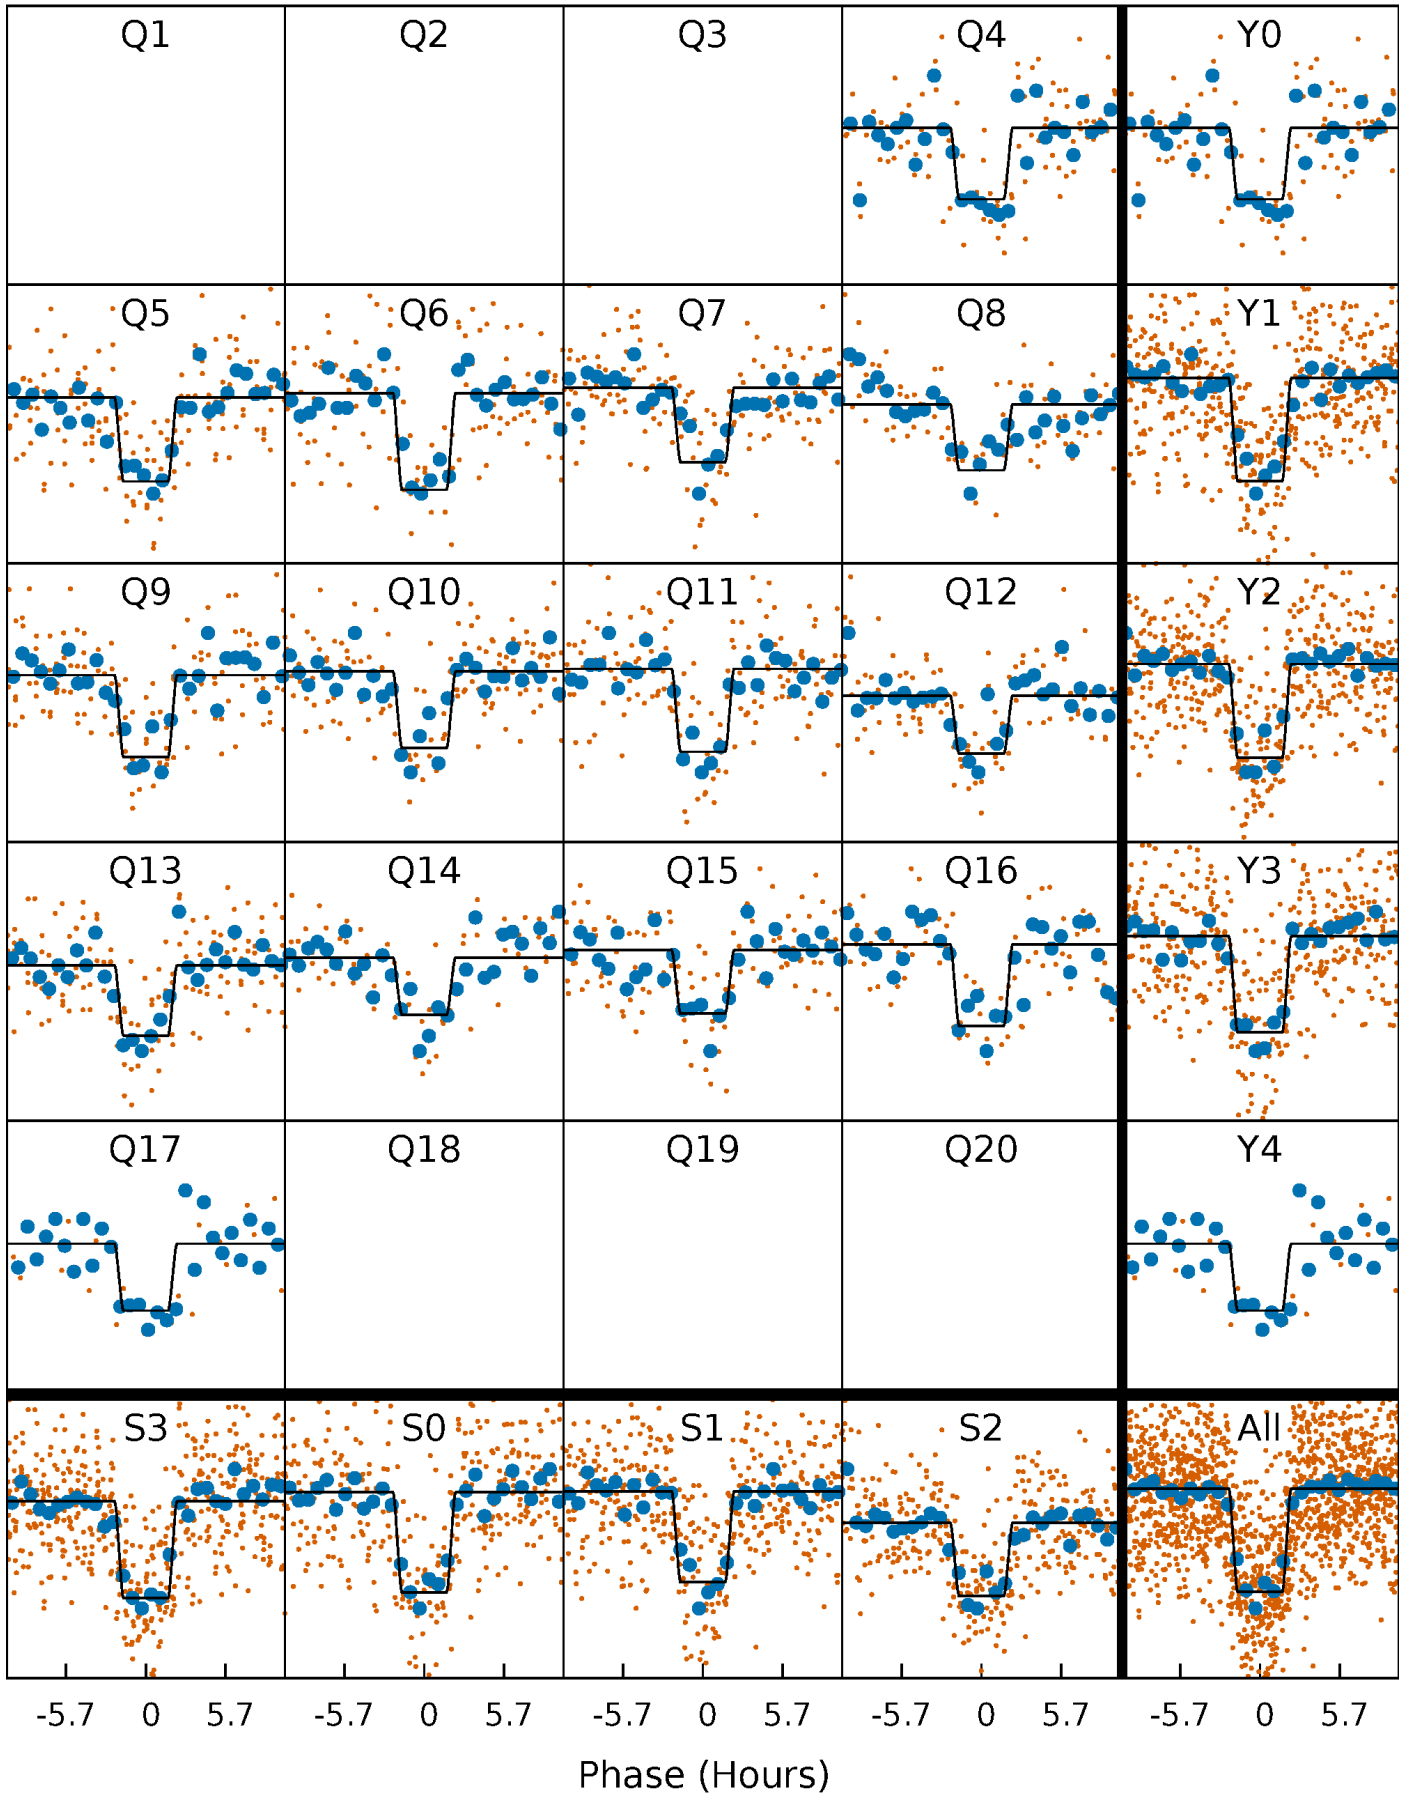 Q1 Q2 Q3 Q4 Y0
Q5 Q6 Q7 Q8 Y1
Q9 Q10 Q11 Q12 Y2
Q13 Q14 Q15 Q16 Y3
Q17 Q18 Q19 Q20 Y4
S3 S0 S1 S2 All
-5.7 0 5.7 -5.7 0 5.7 -5.7 0 5.7 -5.7 0 5.7 -5.7 0 5.7
Phase (Hours)